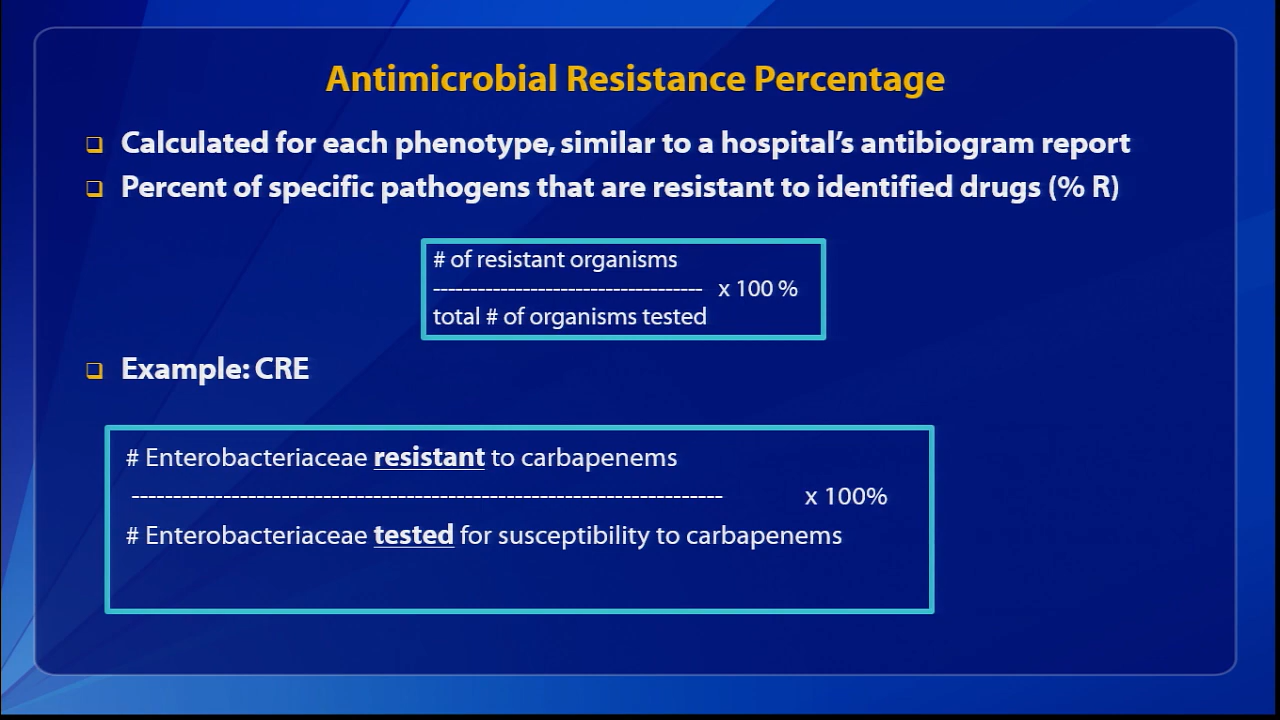 Antimicrobial Resistance Percentage
❑ Calculated for each phenotype, similar to a hospital's antibiogram report
❑ Percent of specific pathogens that are resistant to identified drugs (% R)
# of resistant organisms
------------------------------------- x 100 %
total # of organisms tested
❑ Example: CRE
# Enterobacteriaceae resistant to carbapenems
------------------------------------------------------------------------ x 100%
# Enterobacteriaceae tested for susceptibility to carbapenems